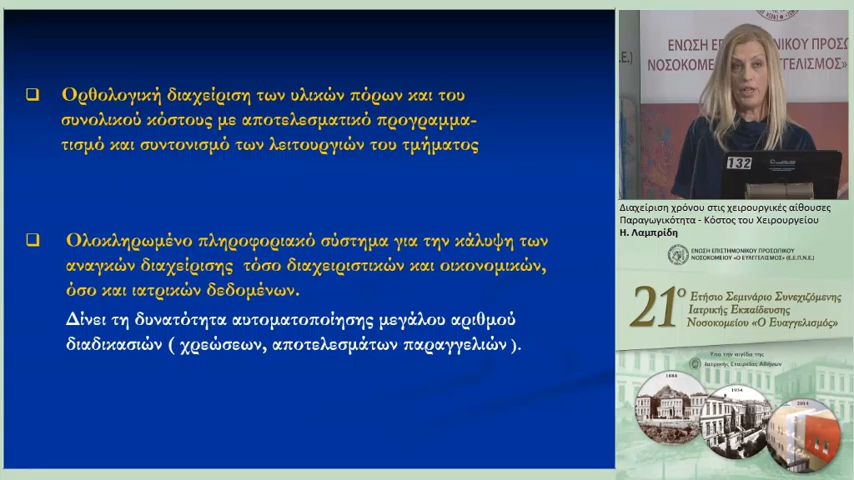 Ορθολογική διαχείριση των υλικών πόρων και του
συνολικού κόστους με αποτελεσματικό προγραμμα-
τισμό και συντονισμό των λειτουργιών του τμήματος
Ολοκληρωμένο πληροφοριακό σύστημα για την κάλυψη των
αναγκών διαχείρισης τόσο διαχειριστικών και οικονομικών,
όσο και ιατρικών δεδομένων.
Δίνει τη δυνατότητα αυτοματοποίησης μεγάλου αριθμού
διαδικασιών ( χρεώσεων, αποτελεσμάτων παραγγελιών ).
ΕΝΩΣΗ ΕΠΙΣΤΗΜΟΝΙΚΟΥ ΠΡΟΣΩ
ΝΟΣΟΚΟΜΕ ΕΥΑΓΓΕΛΙΣΜΟΣ»
132
Διαχείριση χρόνου στις χειρουργικές αίθουσες
Παραγωγικότητα - Κόστος του Χειρουργείου
Η. Λαμπρίδη
ΕΝΩΣΗ ΕΠΙΣΤΗΜΟΝΙΚΟΥ ΠΡΟΣΩΠΙΚΟΥ
ΝΟΣΟΚΟΜΕΙΟΥ «Ο ΕΥΑΓΓΕΛΙΣΜΟΣ» (Ε.Ε.Π.Ν.Ε.)
21ο Ετήσιο Σεμινάριο Συνεχιζόμενης
Ιατρικής Εκπαίδευσης
Νοσοκομείου «Ο Ευαγγελισμός»
Υπό την αιγίδα της
Ιατρικής Εταιρείας Αθηνών
1884
1934
2014